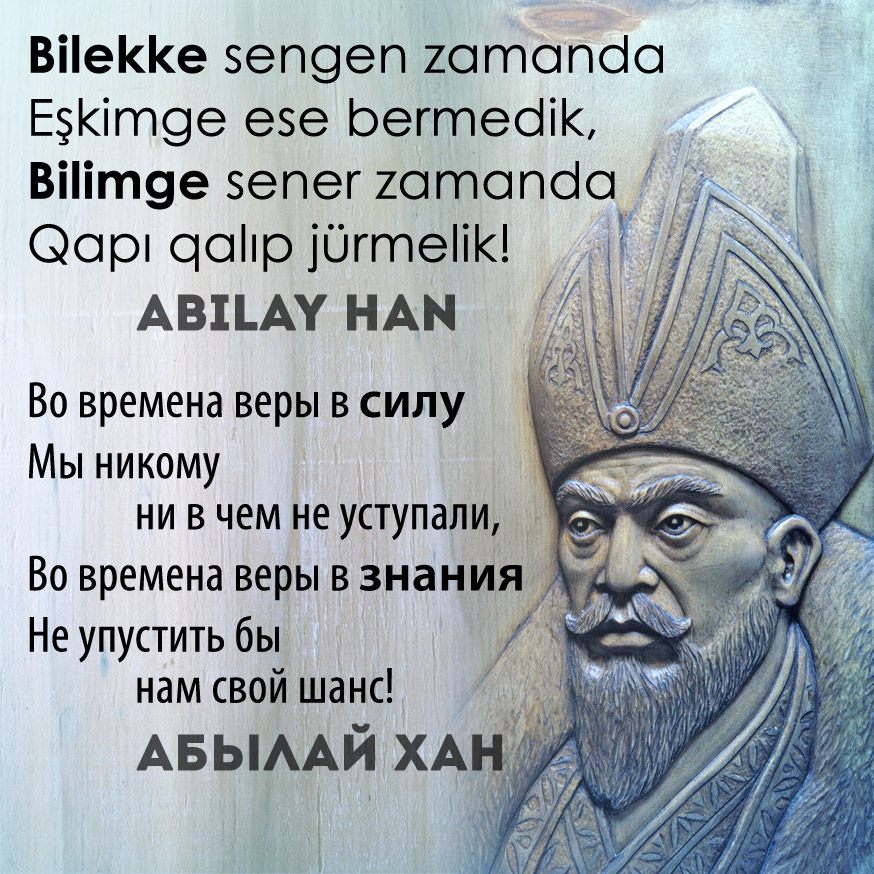 Bilekke sengen zamanda
Eşkimge ese bermedik,
Bilimge sener zamanda
Qapı qalıp jürmelik!
ABILAY HAN
Во времена веры в силу
Мы никому
ни в чем не уступали,
Во времена веры в знания
Не упустить бы
нам свой шанс!
АБЫЛАЙ ХАН